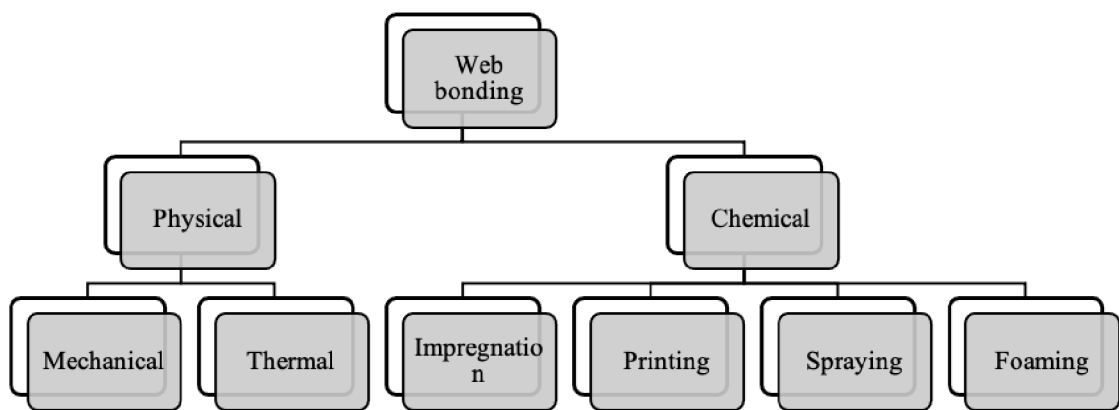 Web
bonding
Physical
Chemical
Mechanical
Thermal
Impregnatio
n
Printing
Spraying
Foaming